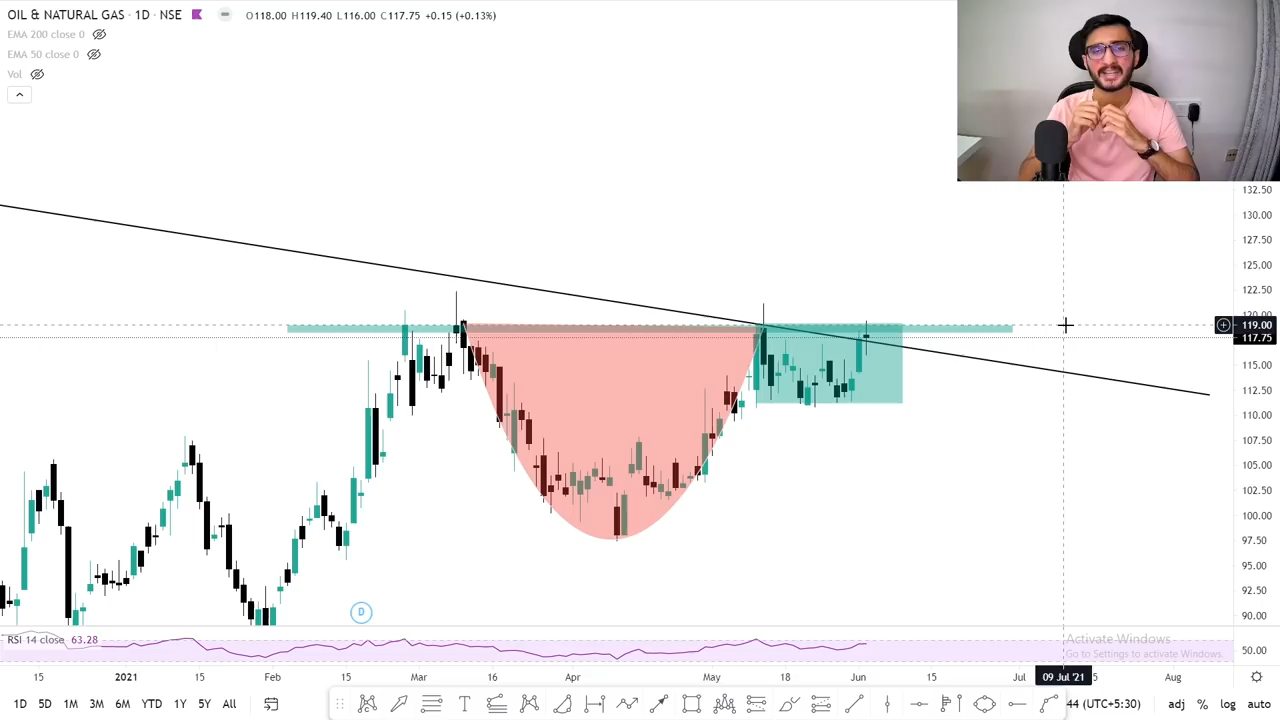 OIL & NATURAL GAS · 1D · NSE O118.00 H119.40 L116.00 C117.75 +0.15 (+0.13%)
EMA 200 close 0
EMA 50 close 0
Vol
132.50
130.00
127.50
125.00
122.50
119.00
117.75
115.00
112.50
110.00
107.50
105.00
102.50
100.00
97.50
95.00
92.50
90.00
D
RSI 14 close 63.28
Activate Windows
Go to Settings to activate Windows.
50.00
15 2021 15 Feb 15 Mar 16 Apr May 18 Jun 15 Jul 09 Jul '21 5 Aug
1D 5D 1M 3M 6M YTD 1Y 5Y All 44 (UTC+5:30) adj % log auto